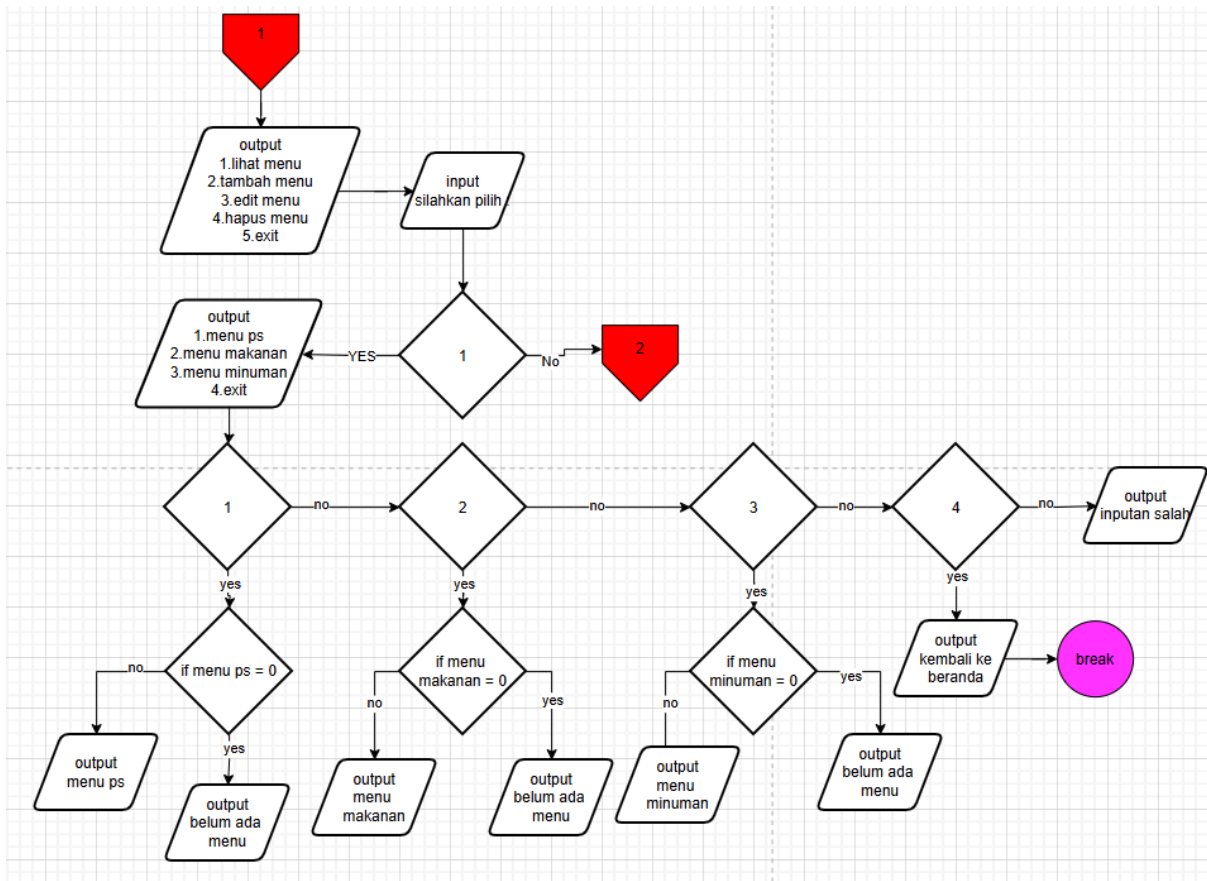 1
output
1.lihat menu
2.tambah menu
3.edit menu
4.hapus menu
5.exit
input
silahkan pilih .
1
YES
No
2
output
1.menu ps
2.menu makanan
3.menu minuman
4.exit
1
no
2
no
3
no
4
no
output
inputan salah
yes
yes
yes
yes
if menu ps = 0
no
yes
output
menu ps
output
belum ada
menu
if menu
makanan = 0
no
yes
output
menu
makanan
output
belum ada
menu
if menu
minuman = 0
no
yes
output
menu
minuman
output
belum ada
menu
output
kembali ke
beranda
break